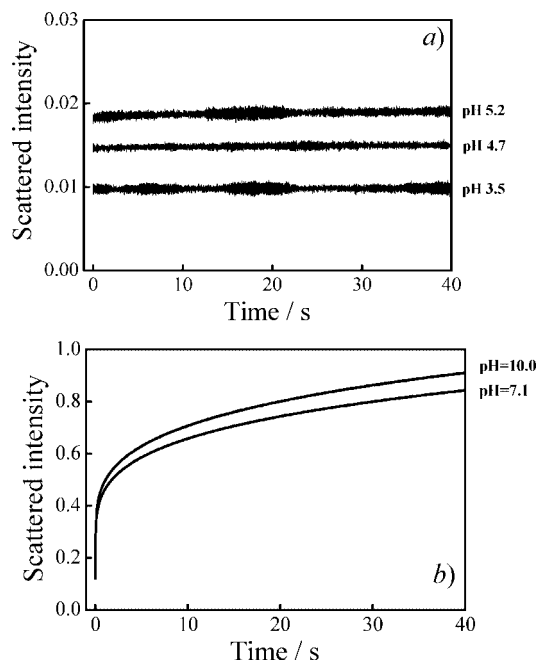 a)
Scattered intensity
0.03
0.02
0.01
0.00
pH 5.2
pH 4.7
pH 3.5
0 10 20 30 40
Time / s
b)
Scattered intensity
1.0
0.8
0.6
0.4
0.2
0.0
pH=10.0
pH=7.1
0 10 20 30 40
Time / s